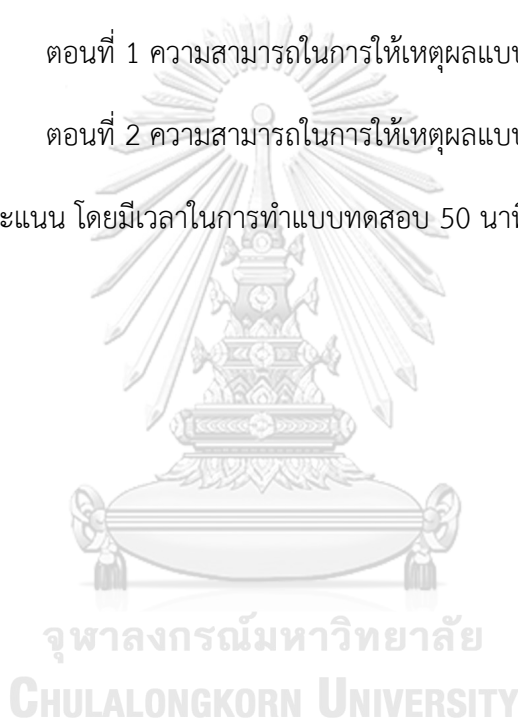 ตอนที่ 1 ความสามารถในการให้เหตุผลแบบ
ตอนที่ 2 ความสามารถในการให้เหตุผลแบบ
ะแนน โดยมีเวลาในการทำแบบทดสอบ 50 นาที
จุฬาลงกรณ์มหาวิทยาลัย
CHULALONGKORN UNIVERSITY